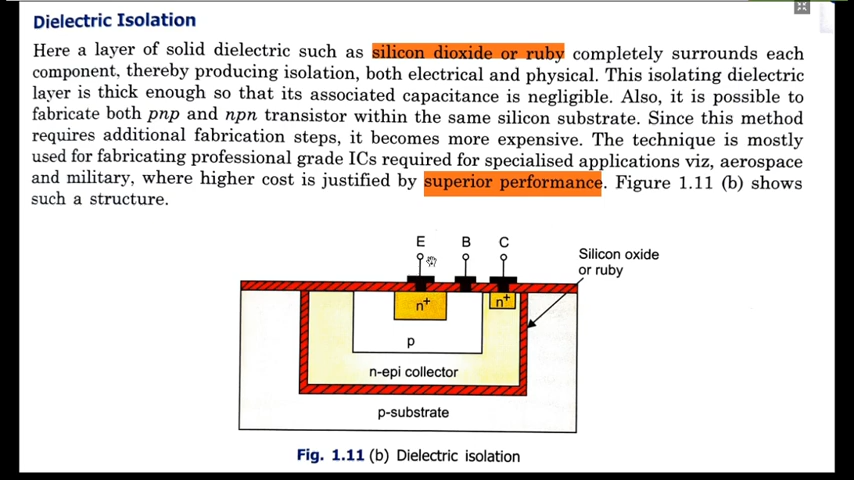 Dielectric Isolation
Here a layer of solid dielectric such as silicon dioxide or ruby completely surrounds each
component, thereby producing isolation, both electrical and physical. This isolating dielectric
layer is thick enough so that its associated capacitance is negligible. Also, it is possible to
fabricate both pnp and npn transistor within the same silicon substrate. Since this method
requires additional fabrication steps, it becomes more expensive. The technique is mostly
used for fabricating professional grade ICs required for specialised applications viz, aerospace
and military, where higher cost is justified by superior performance. Figure 1.11 (b) shows
such a structure.
E B C
Silicon oxide
or ruby
n+ n+
p
n-epi collector
p-substrate
Fig. 1.11 (b) Dielectric isolation